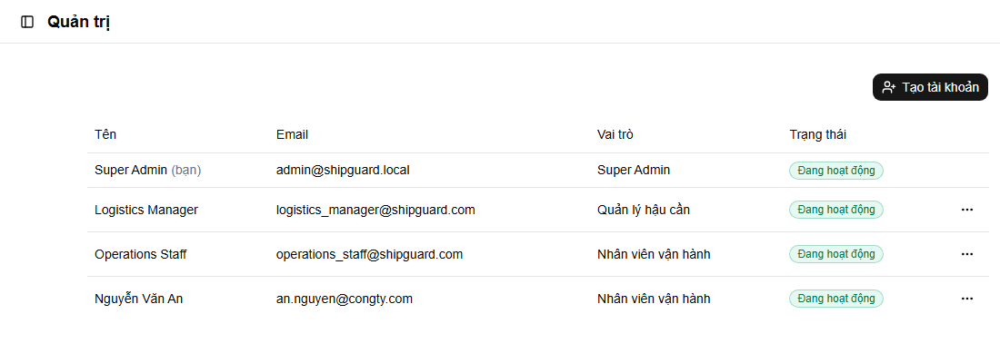 Quản trị
Tạo tài khoản
Tên Email Vai trò Trạng thái
Super Admin (bạn) admin@shipguard.local Super Admin Đang hoạt động
Logistics Manager logistics_manager@shipguard.com Quản lý hậu cần Đang hoạt động
Operations Staff operations_staff@shipguard.com Nhân viên vận hành Đang hoạt động
Nguyễn Văn An an.nguyen@congty.com Nhân viên vận hành Đang hoạt động